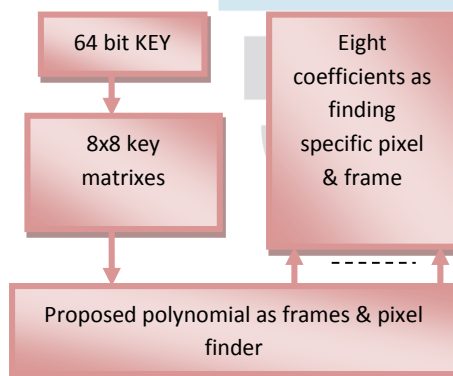 64 bit KEY
Eight
coefficients as
finding
specific pixel
& frame
8x8 key
matrixes
Proposed polynomial as frames & pixel
finder